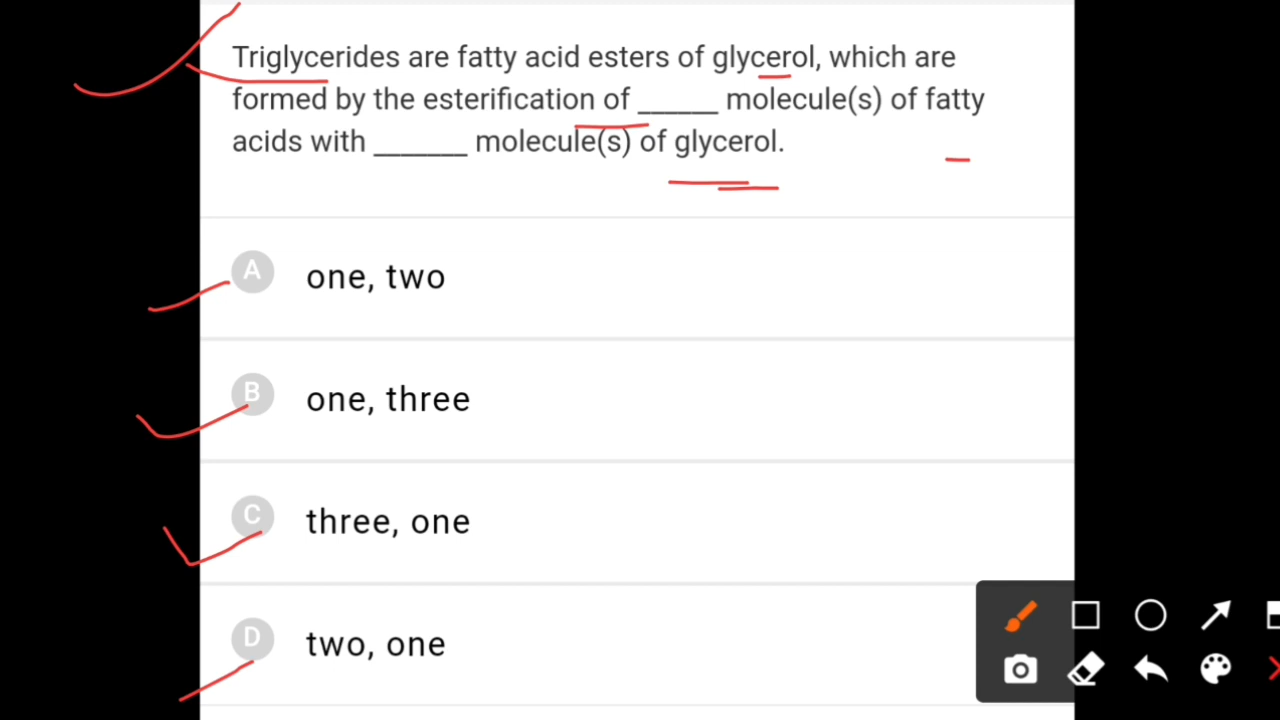 Triglycerides are fatty acid esters of glycerol, which are
formed by the esterification of ______ molecule(s) of fatty
acids with _______ molecule(s) of glycerol.
A one, two
B one, three
C three, one
D two, one